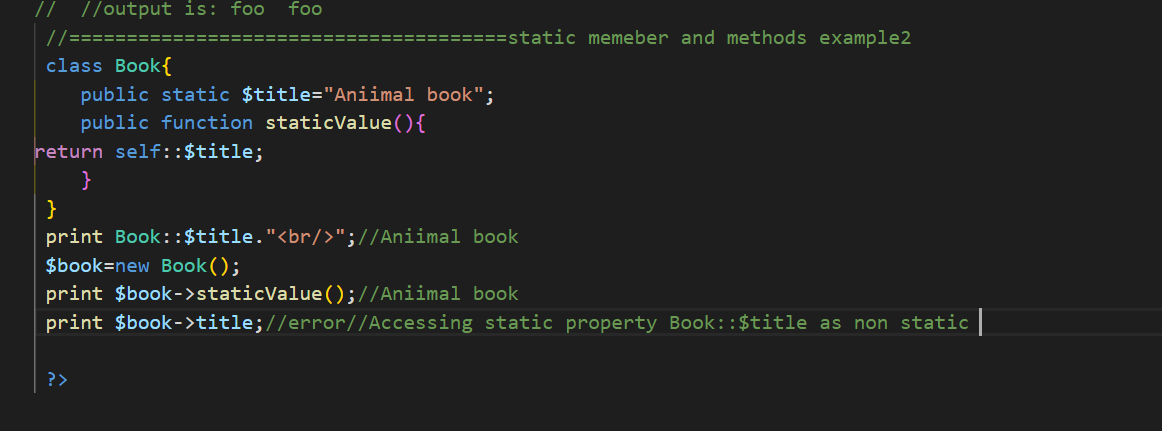 //  //output is: foo  foo
//======================================static memeber and methods example2
class Book{
public static $title="Aniimal book";
public function staticValue(){
return self::$title;
}
}
print Book::$title."<br/>";//Aniimal book
$book=new Book();
print $book->staticValue();//Aniimal book
print $book->title;//error//Accessing static property Book::$title as non static
?>